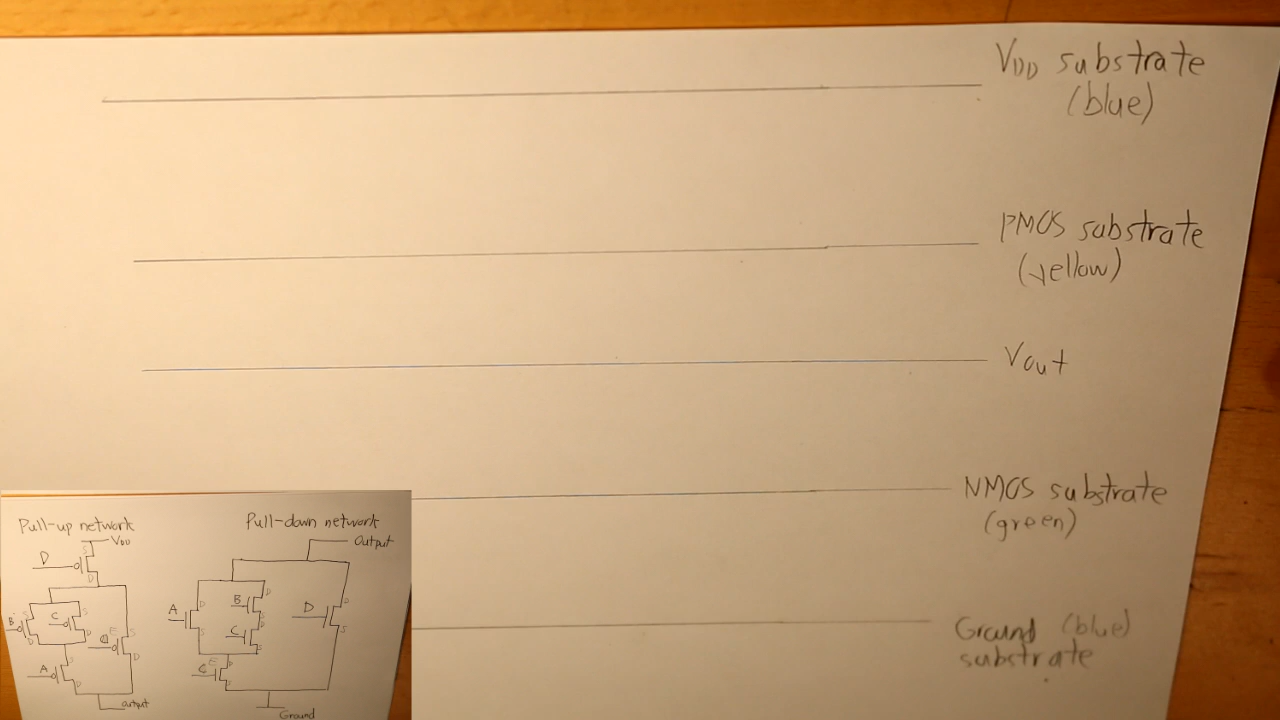 V_DD substrate
(blue)
PMOS substrate
(yellow)
Vout
NMOS substrate
(green)
Ground (blue)
substrate
Pull-up network
VDD
D
S
D
B
S
D
C
S
D
E
S
D
A
S
D
output
Pull-down network
Output
A
D
S
B
D
S
C
D
S
E
D
S
D
D
S
Ground